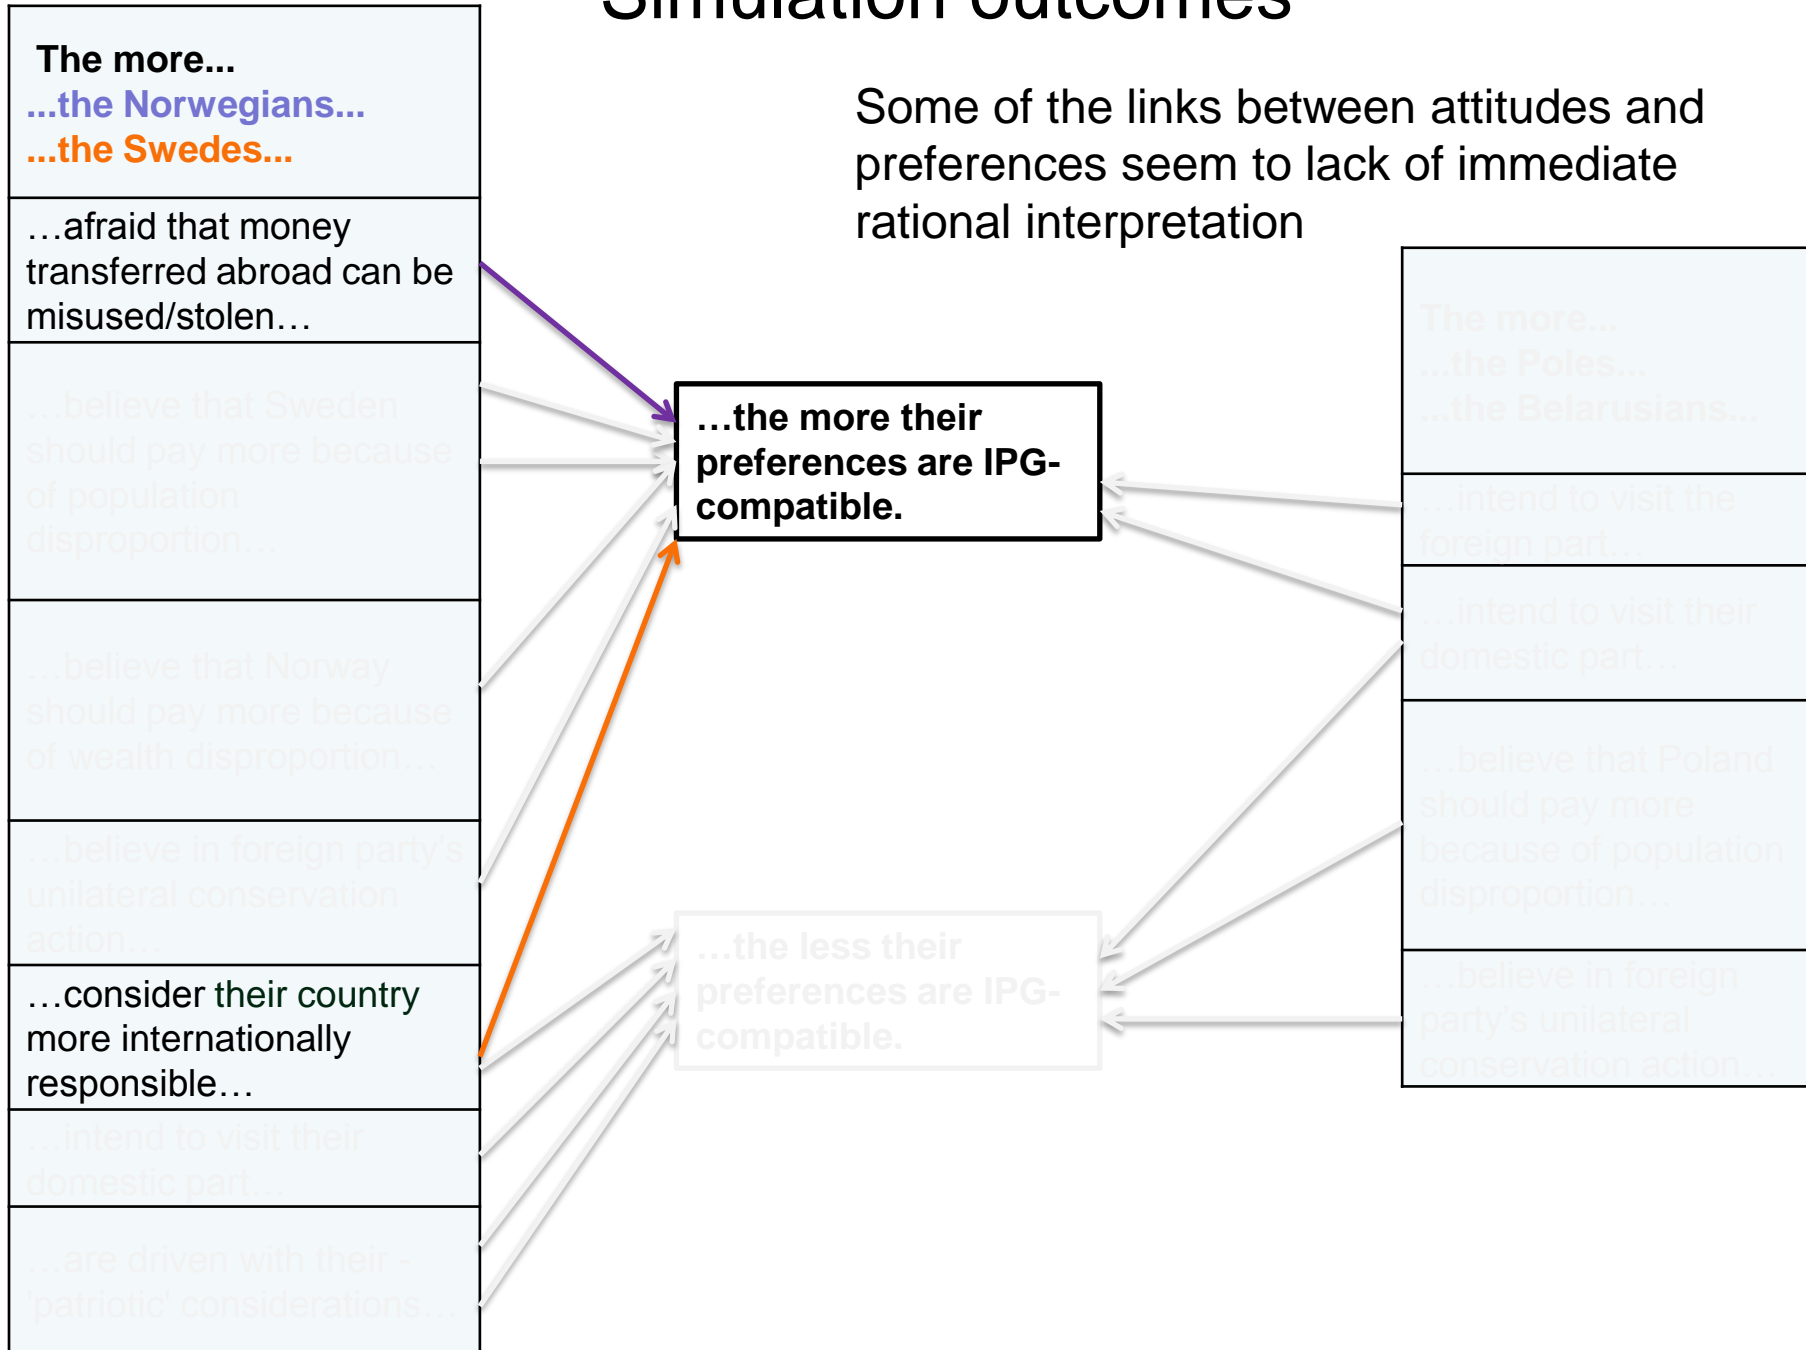 Simulation outcomes
Some of the links between attitudes and
preferences seem to lack of immediate
rational interpretation
The more...
...the Norwegians...
...the Swedes...
…afraid that money
transferred abroad can be
misused/stolen…
…believe that Sweden
should pay more because
of population
disproportion…
…believe that Norway
should pay more because
of wealth disproportion…
…believe in foreign party's
unilateral conservation
action…
…consider their country
more internationally
responsible…
…intend to visit their
domestic part…
…are driven with their -
'patriotic' considerations…
…the more their
preferences are IPG-
compatible.
…the less their
preferences are IPG-
compatible.
The more...
...the Poles...
...the Belarusians...
…intend to visit the
foreign part…
…intend to visit their
domestic part…
…believe that Poland
should pay more
because of population
disproportion…
…believe in foreign
party's unilateral
conservation action…